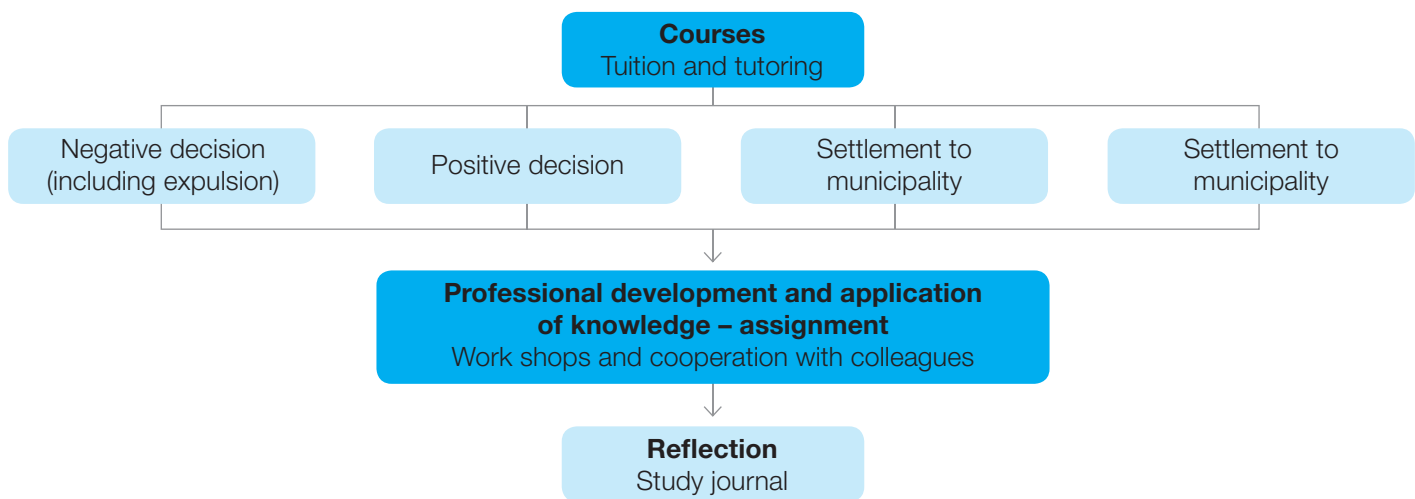 Courses
Tuition and tutoring
Negative decision
(including expulsion)
Positive decision
Settlement to
municipality
Settlement to
municipality
Professional development and application
of knowledge – assignment
Work shops and cooperation with colleagues
Reflection
Study journal